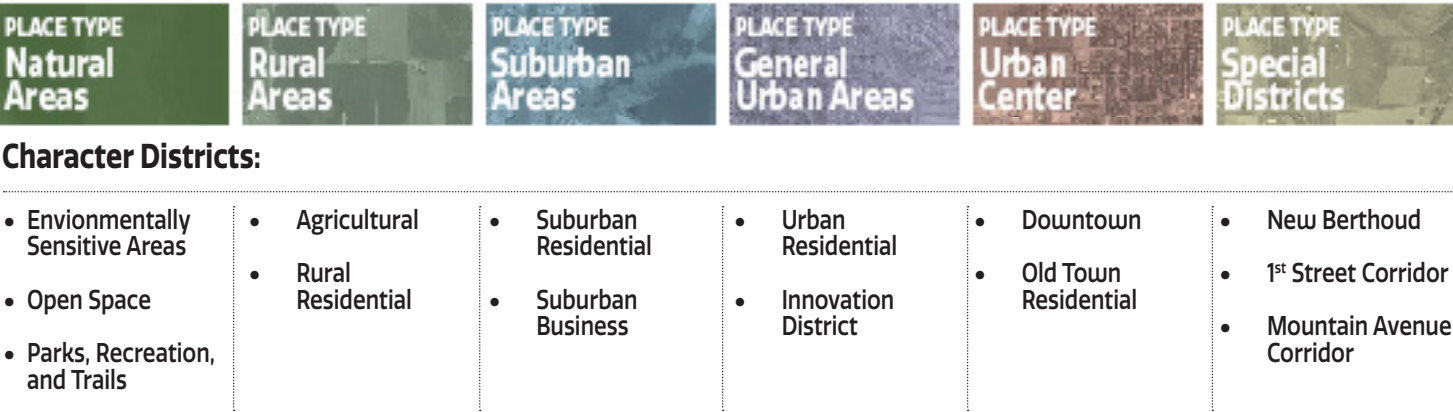 PLACE TYPE
Natural
Areas
PLACE TYPE
Rural
Areas
PLACE TYPE
Suburban
Areas
PLACE TYPE
General
Urban Areas
PLACE TYPE
Urban
Center
PLACE TYPE
Special
Districts
Character Districts:
• Envionmentally
Sensitive Areas
• Open Space
• Parks, Recreation,
and Trails
• Agricultural
• Rural
Residential
• Suburban
Residential
• Suburban
Business
• Urban
Residential
• Innovation
District
• Downtown
• Old Town
Residential
• New Berthoud
• 1st Street Corridor
• Mountain Avenue
Corridor